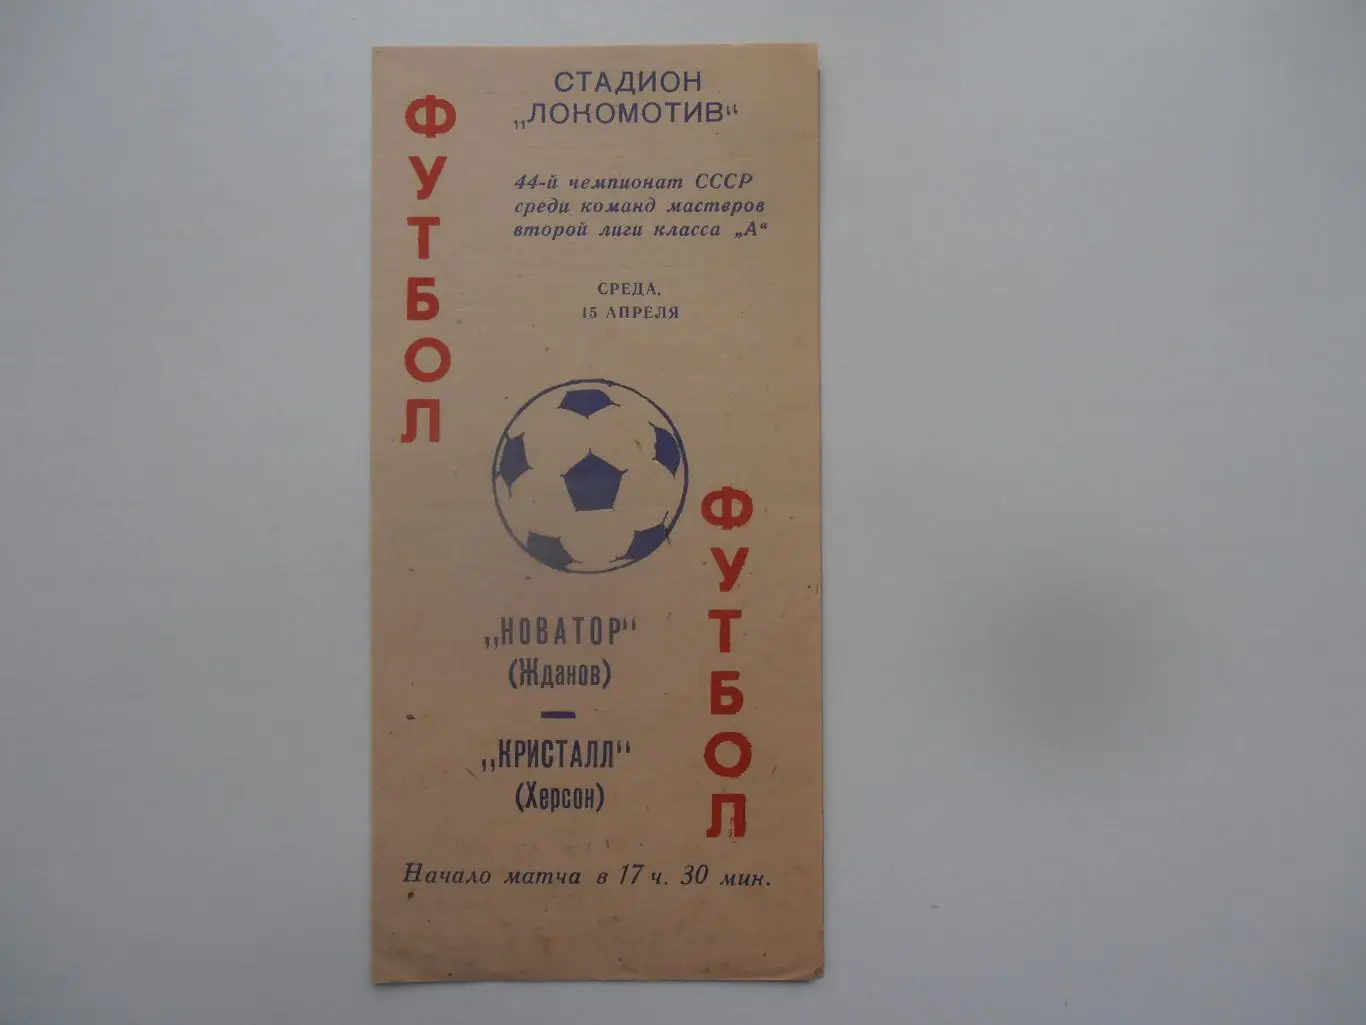 ФУТБОЛ
СТАДИОН
„ЛОКОМОТИВ“
44-й чемпионат СССР
среди команд мастеров
второй лиги класса „А“
СРЕДА,
15 АПРЕЛЯ
„НОВАТОР“
(Жданов)
—
„КРИСТАЛЛ“
(Херсон)
ФУТБОЛ
Начало матча в 17 ч. 30 мин.